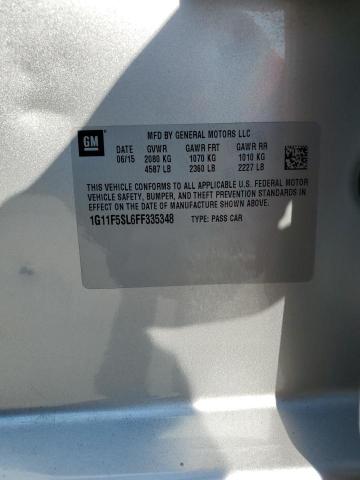 GM
MFD BY GENERAL MOTORS LLC
DATE GVWR GAWR FRT GAWR RR
06/15 2080 KG 1070 KG 1010 KG
4587 LB 2360 LB 2227 LB
THIS VEHICLE CONFORMS TO ALL APPLICABLE U.S. FEDERAL MOTOR
VEHICLE SAFETY, BUMPER, AND THEFT PREVENTION STANDARDS IN
EFFECT ON THE DATE OF MANUFACTURE SHOWN ABOVE.
1G11F5SL6FF335348 TYPE: PASS CAR